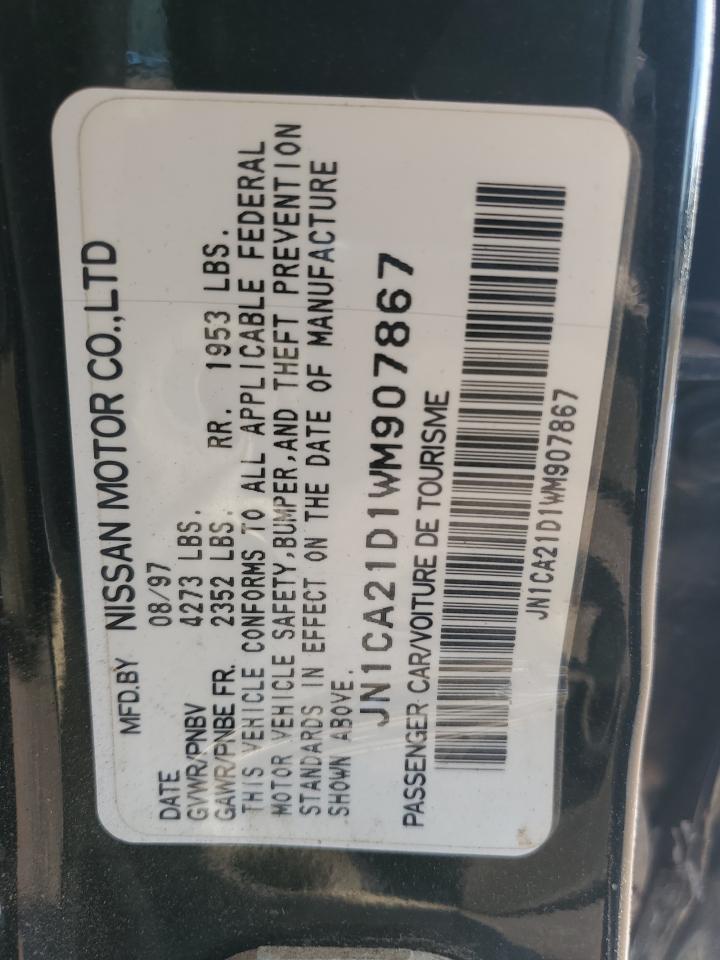 MFD.BY NISSAN MOTOR CO.,LTD
DATE 08/97
GVWR/PNBV 4273 LBS.
GAWR/PNBE FR. 2352 LBS. RR. 1953 LBS.
THIS VEHICLE CONFORMS TO ALL APPLICABLE FEDERAL
MOTOR VEHICLE SAFETY,BUMPER,AND THEFT PREVENTION
STANDARDS IN EFFECT ON THE DATE OF MANUFACTURE
SHOWN ABOVE.
JN1CA21D1WM907867
PASSENGER CAR/VOITURE DE TOURISME
JN1CA21D1WM907867